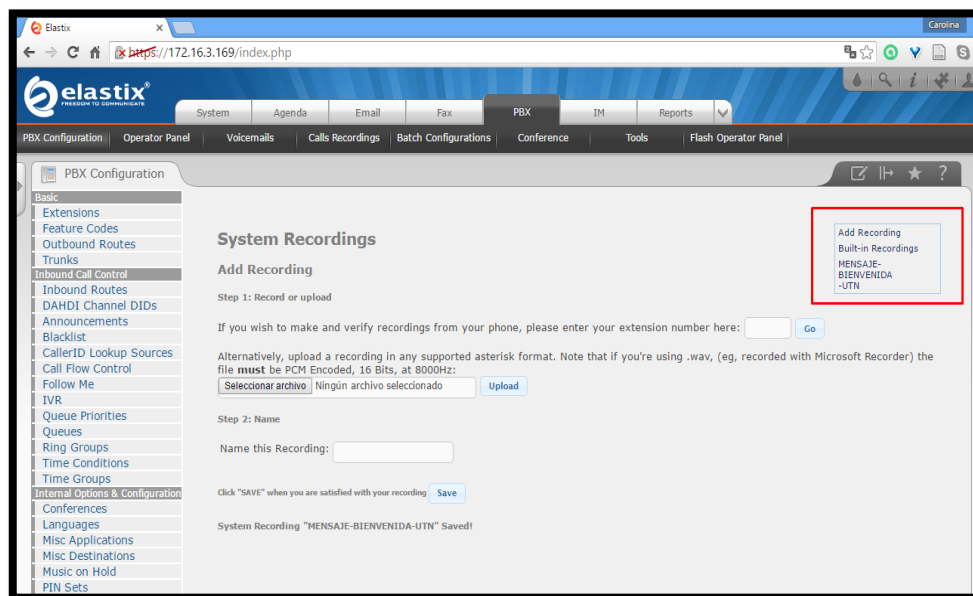 Elastix
Carolina
https://172.16.3.169/index.php
elastix®
FREEDOM TO COMMUNICATE
System
Agenda
Email
Fax
PBX
IM
Reports
PBX Configuration
Operator Panel
Voicemails
Calls Recordings
Batch Configurations
Conference
Tools
Flash Operator Panel
PBX Configuration
Basic
Extensions
Feature Codes
Outbound Routes
Trunks
Inbound Call Control
Inbound Routes
DAHDI Channel DIDs
Announcements
Blacklist
CallerID Lookup Sources
Call Flow Control
Follow Me
IVR
Queue Priorities
Queues
Ring Groups
Time Conditions
Time Groups
Internal Options & Configuration
Conferences
Languages
Misc Applications
Misc Destinations
Music on Hold
PIN Sets
System Recordings
Add Recording
Step 1: Record or upload
If you wish to make and verify recordings from your phone, please enter your extension number here:
Go
Alternatively, upload a recording in any supported asterisk format. Note that if you're using .wav, (eg, recorded with Microsoft Recorder) the
file must be PCM Encoded, 16 Bits, at 8000Hz:
Seleccionar archivo Ningún archivo seleccionado
Upload
Step 2: Name
Name this Recording:
Click "SAVE" when you are satisfied with your recording
Save
System Recording "MENSAJE-BIENVENIDA-UTN" Saved!
Add Recording
Built-in Recordings
MENSAJE-
BIENVENIDA
-UTN